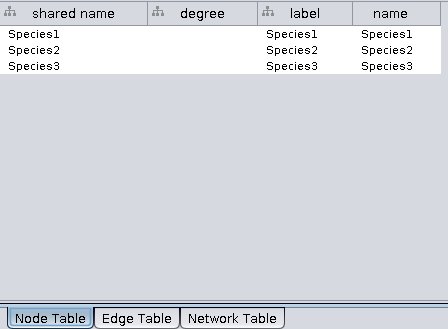 shared name degree label name
Species1 Species1 Species1
Species2 Species2 Species2
Species3 Species3 Species3
Node Table Edge Table Network Table